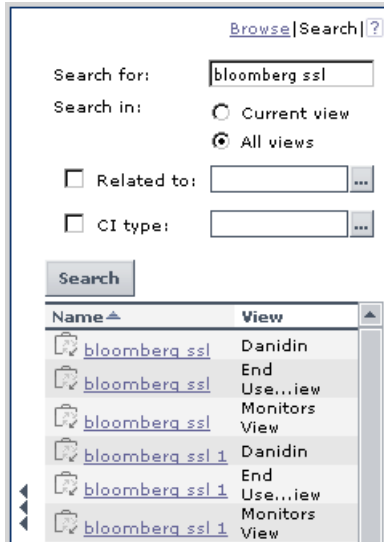 Browse|Search|?
Search for: bloomberg ssl
Search in: Current view
All views
Related to: ...
CI type: ...
Search
Name View
bloomberg ssl Danidin
bloomberg ssl End Use...iew
bloomberg ssl Monitors View
bloomberg ssl 1 Danidin
bloomberg ssl 1 End Use...iew
bloomberg ssl 1 Monitors View